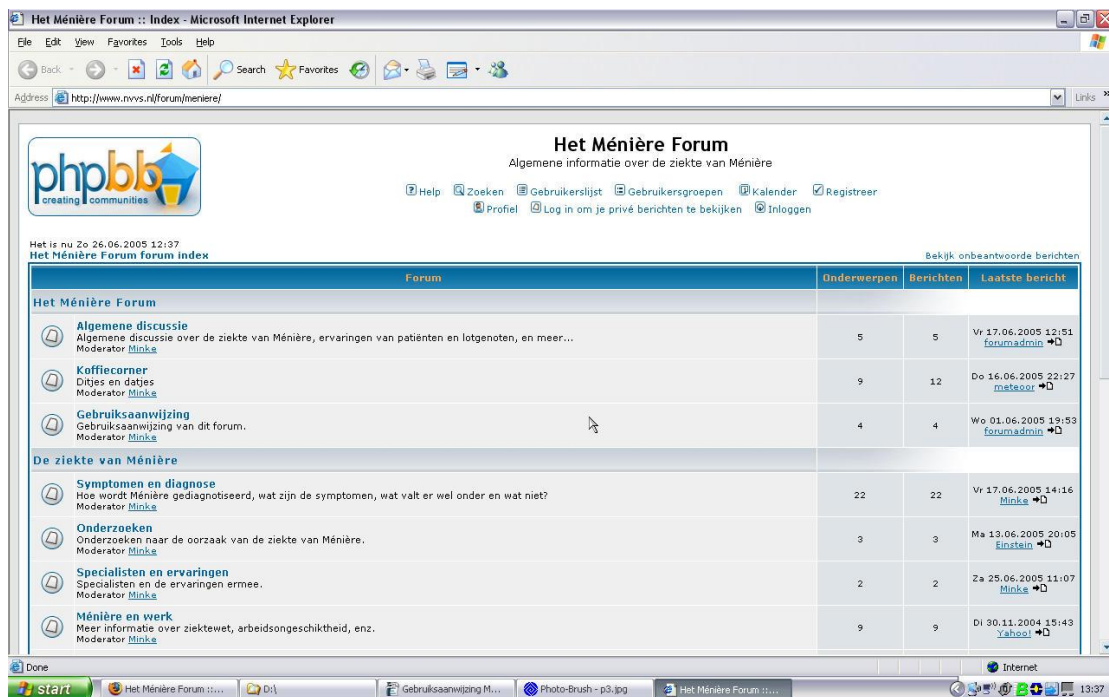 Het Ménière Forum :: Index - Microsoft Internet Explorer
File Edit View Favorites Tools Help
Back Search Favorites
Address http://www.nvvs.nl/forum/meniere/ Links »
phpbb
creating communities
Het Ménière Forum
Algemene informatie over de ziekte van Ménière
Help Zoeken Gebruikerslijst Gebruikersgroepen Kalender Registreer
Profiel Log in om je privé berichten te bekijken Inloggen
Het is nu Zo 26.06.2005 12:37
Het Ménière Forum forum index Bekijk onbeantwoorde berichten
Forum Onderwerpen Berichten Laatste bericht
Het Ménière Forum
Algemene discussie
Algemene discussie over de ziekte van Ménière, ervaringen van patiënten en lotgenoten, en meer...
Moderator Minke
5 5 Vr 17.06.2005 12:51
forumadmin
Koffiecorner
Ditjes en datjes
Moderator Minke
9 12 Do 16.06.2005 22:27
meteoor
Gebruiksaanwijzing
Gebruiksaanwijzing van dit forum.
Moderator Minke
4 4 Wo 01.06.2005 19:53
forumadmin
De ziekte van Ménière
Symptomen en diagnose
Hoe wordt Ménière gediagnotiseerd, wat zijn de symptomen, wat valt er wel onder en wat niet?
Moderator Minke
22 22 Vr 17.06.2005 14:16
Minke
Onderzoeken
Onderzoeken naar de oorzaak van de ziekte van Ménière.
Moderator Minke
3 3 Ma 13.06.2005 20:05
Einstein
Specialisten en ervaringen
Specialisten en de ervaringen ermee.
Moderator Minke
2 2 Za 25.06.2005 11:07
Minke
Ménière en werk
Meer informatie over ziektewet, arbeidsongeschiktheid, enz.
Moderator Minke
9 9 Di 30.11.2004 15:43
Yahoo!
Done Internet
start Het Ménière Forum ::... D:\ Gebruiksaanwijzing M... Photo-Brush - p3.jpg Het Ménière Forum ::... 13:37